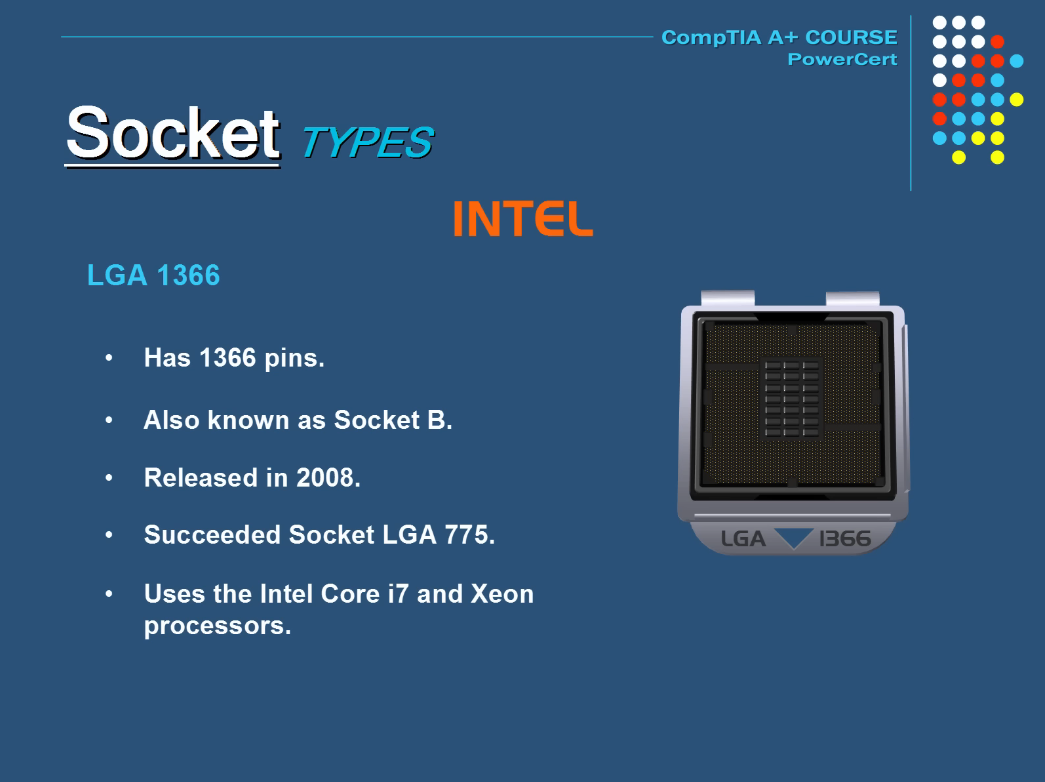 CompTIA A+ COURSE
PowerCert
Socket TYPES
INTEL
LGA 1366
• Has 1366 pins.
• Also known as Socket B.
• Released in 2008.
• Succeeded Socket LGA 775.
• Uses the Intel Core i7 and Xeon
processors.
LGA 1366